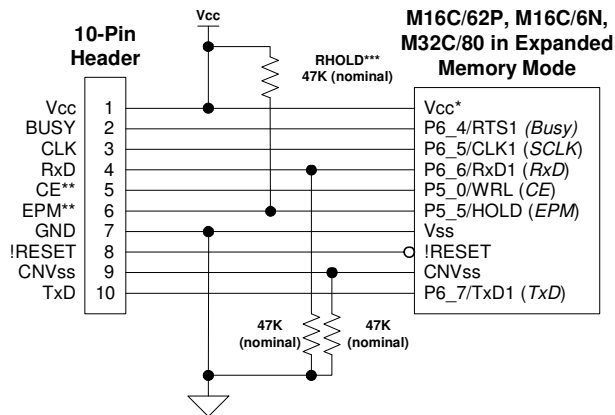 Vcc
10-Pin
Header
RHOLD***
47K (nominal)
M16C/62P, M16C/6N,
M32C/80 in Expanded
Memory Mode
Vcc 1 Vcc*
BUSY 2 P6_4/RTS1 (Busy)
CLK 3 P6_5/CLK1 (SCLK)
RxD 4 P6_6/RxD1 (RxD)
CE** 5 P5_0/WRL (CE)
EPM** 6 P5_5/HOLD (EPM)
GND 7 Vss
!RESET 8 !RESET
CNVss 9 CNVss
TxD 10 P6_7/TxD1 (TxD)
47K
(nominal)
47K
(nominal)